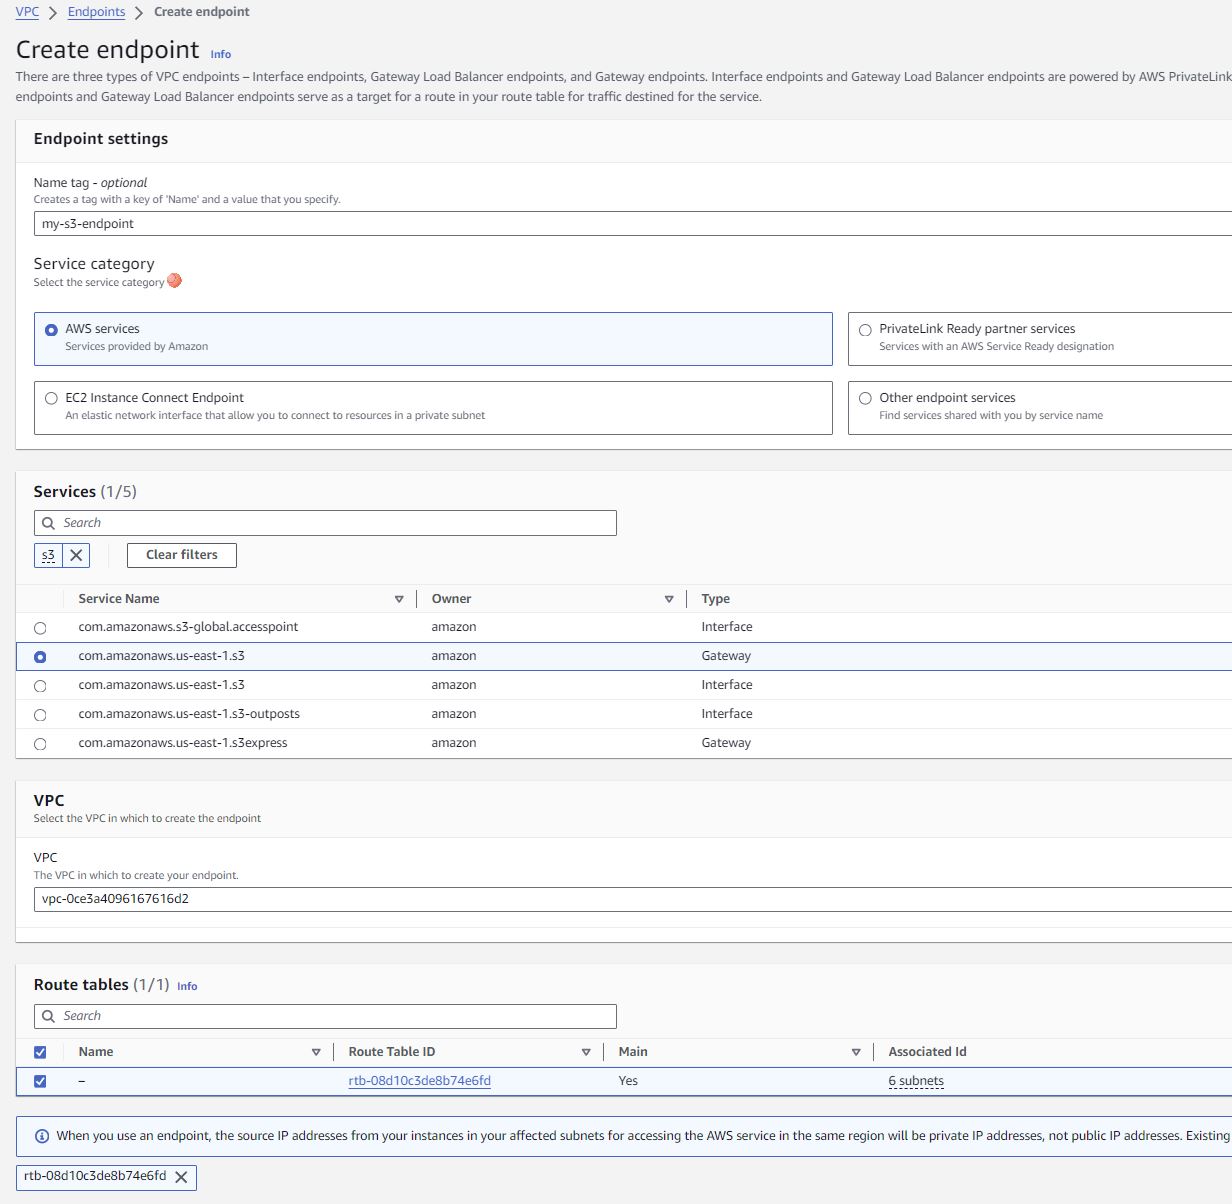 VPC > Endpoints > Create endpoint
Create endpoint Info
There are three types of VPC endpoints – Interface endpoints, Gateway Load Balancer endpoints, and Gateway endpoints. Interface endpoints and Gateway Load Balancer endpoints are powered by AWS PrivateLink
endpoints and Gateway Load Balancer endpoints serve as a target for a route in your route table for traffic destined for the service.
Endpoint settings
Name tag - optional
Creates a tag with a key of 'Name' and a value that you specify.
my-s3-endpoint
Service category
Select the service category
AWS services
Services provided by Amazon
PrivateLink Ready partner services
Services with an AWS Service Ready designation
EC2 Instance Connect Endpoint
An elastic network interface that allow you to connect to resources in a private subnet
Other endpoint services
Find services shared with you by service name
Services (1/5)
Search
s3 Clear filters
Service Name Owner Type
com.amazonaws.s3-global.accesspoint amazon Interface
com.amazonaws.us-east-1.s3 amazon Gateway
com.amazonaws.us-east-1.s3 amazon Interface
com.amazonaws.us-east-1.s3-outposts amazon Interface
com.amazonaws.us-east-1.s3express amazon Gateway
VPC
Select the VPC in which to create the endpoint
VPC
The VPC in which to create your endpoint.
vpc-0ce3a4096167616d2
Route tables (1/1) Info
Search
Name Route Table ID Main Associated Id
– rtb-08d10c3de8b74e6fd Yes 6 subnets
When you use an endpoint, the source IP addresses from your instances in your affected subnets for accessing the AWS service in the same region will be private IP addresses, not public IP addresses. Existing
rtb-08d10c3de8b74e6fd